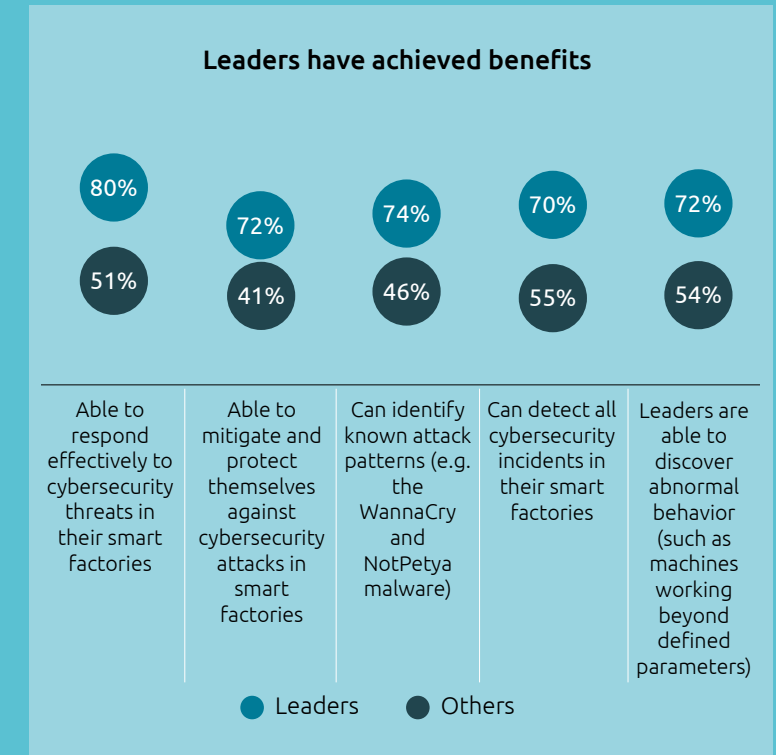 Leaders have achieved benefits
80%
72%
74%
70%
72%
51%
41%
46%
55%
54%
Able to
respond
effectively to
cybersecurity
threats in
their smart
factories
Able to
mitigate and
protect
themselves
against
cybersecurity
attacks in
smart
factories
Can identify
known attack
patterns (e.g.
the
WannaCry
and
NotPetya
malware)
Can detect all
cybersecurity
incidents in
their smart
factories
Leaders are
able to
discover
abnormal
behavior
(such as
machines
working
beyond
defined
parameters)
Leaders
Others